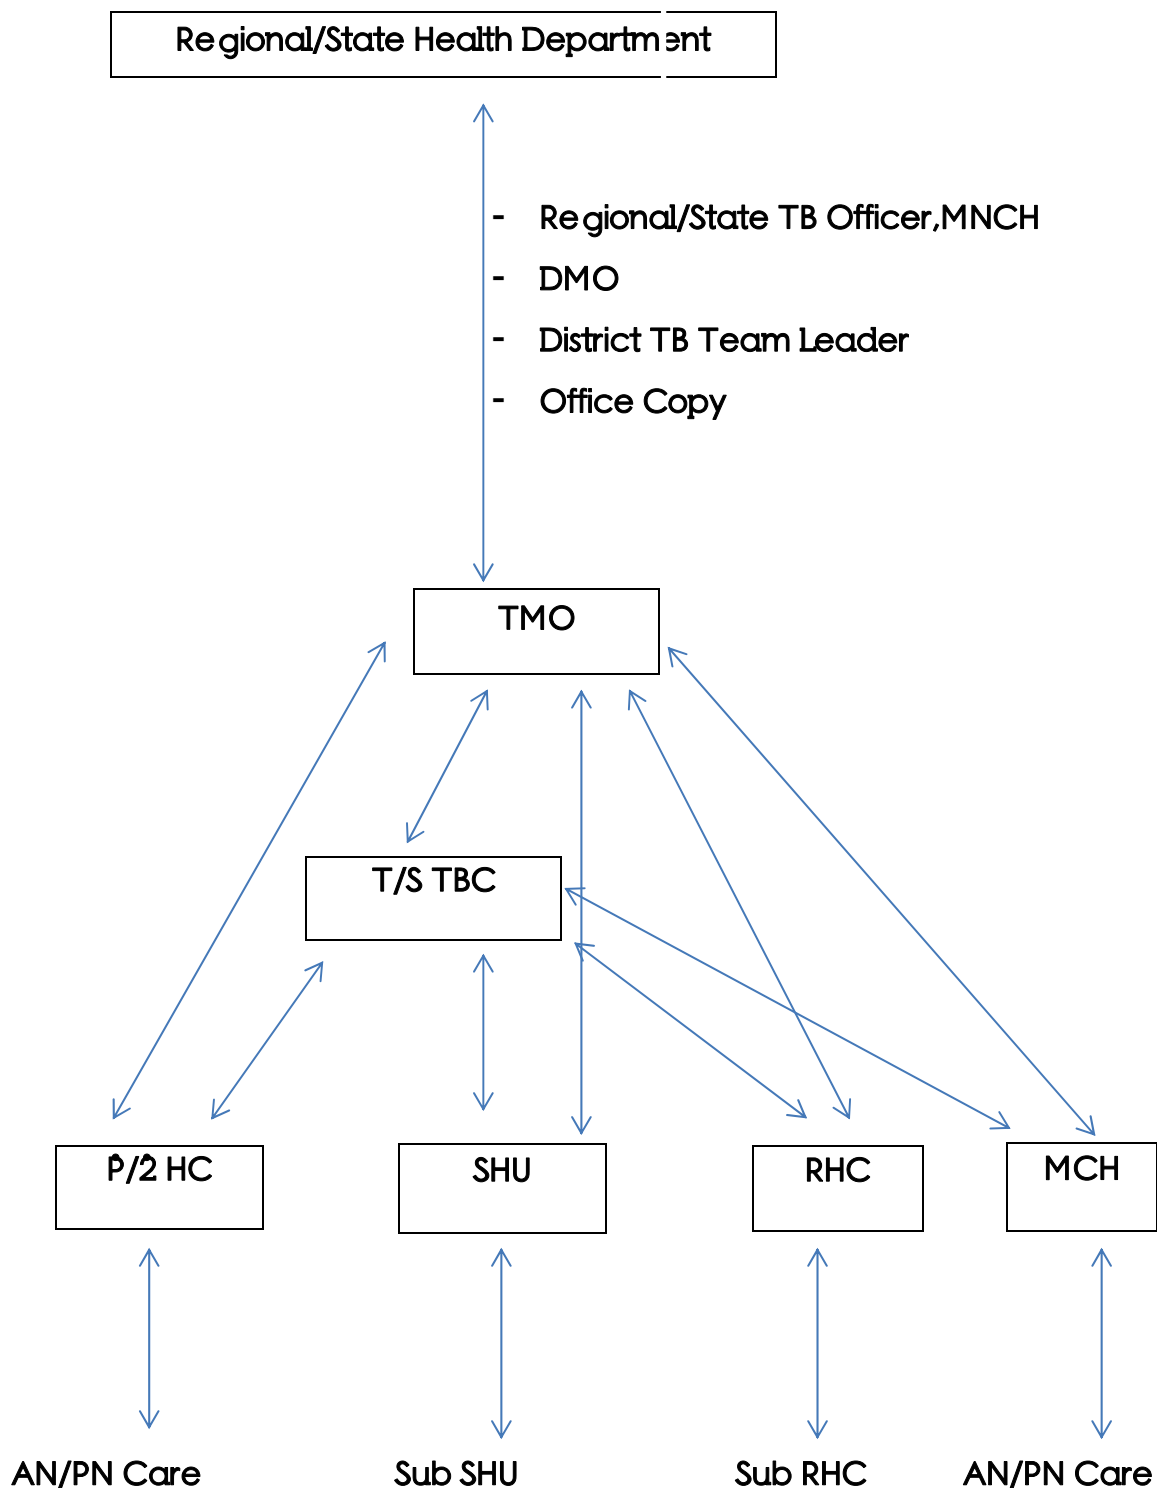 Regional/State Health Department
- Regional/State TB Officer,MNCH
- DMO
- District TB Team Leader
- Office Copy
TMO
T/S TBC
P/2 HC
SHU
RHC
MCH
AN/PN Care
Sub SHU
Sub RHC
AN/PN Care